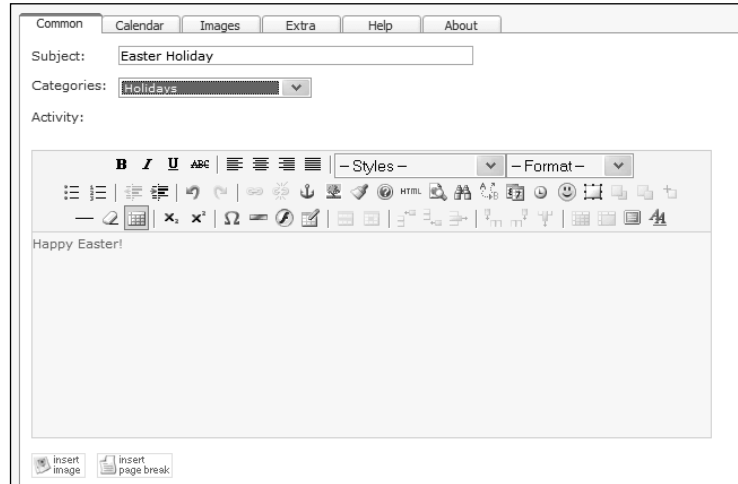 Common Calendar Images Extra Help About
Subject: Easter Holiday
Categories: Holidays
Activity:
B I U ABC – Styles – – Format –
HTML
Happy Easter!
insert image insert page break